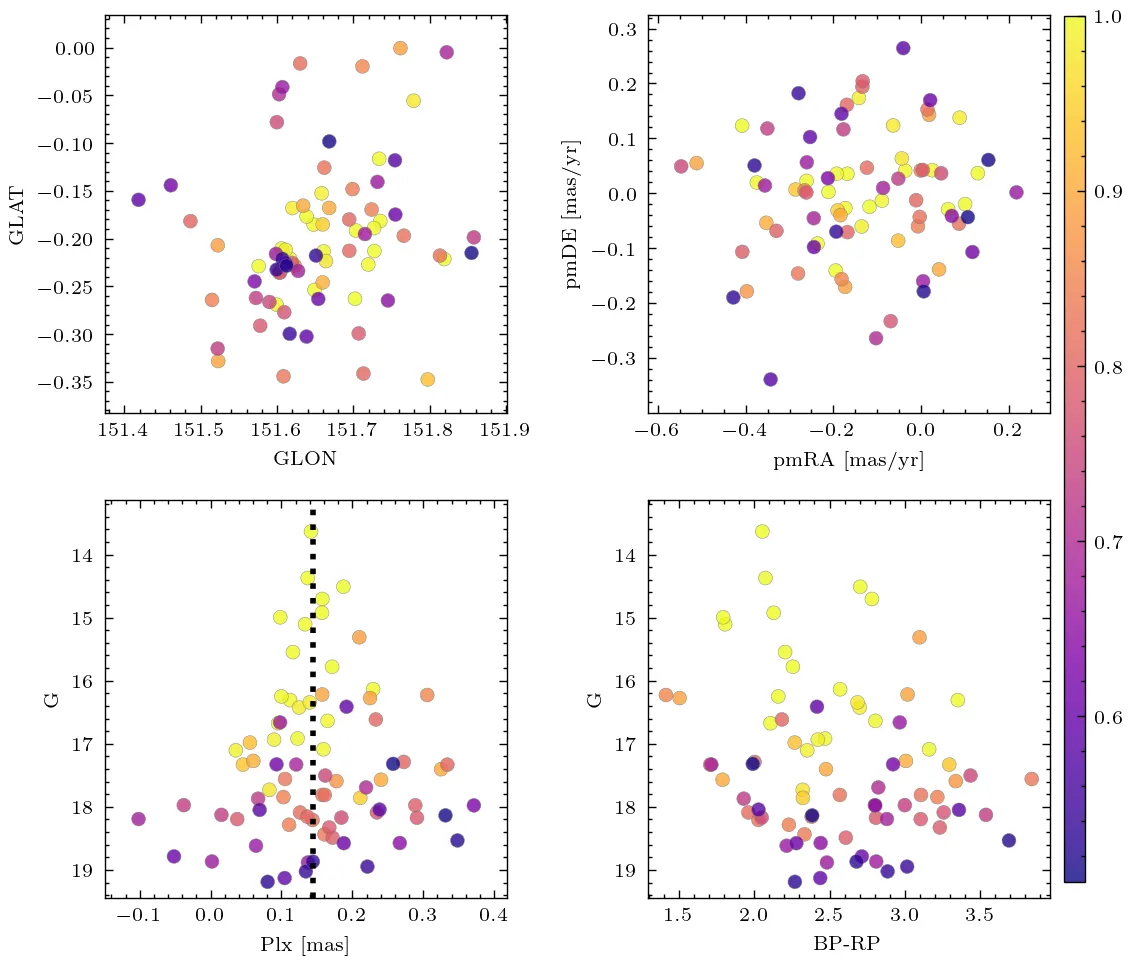 0.00
−0.05
−0.10
−0.15
−0.20
−0.25
−0.30
−0.35
GLAT
151.4 151.5 151.6 151.7 151.8 151.9
GLON
0.3
0.2
0.1
0.0
−0.1
−0.2
−0.3
pmDE [mas/yr]
−0.6 −0.4 −0.2 0.0 0.2
pmRA [mas/yr]
1.0
0.9
0.8
0.7
0.6
14
15
16
17
18
19
G
−0.1 0.0 0.1 0.2 0.3 0.4
Plx [mas]
14
15
16
17
18
19
G
1.5 2.0 2.5 3.0 3.5
BP-RP